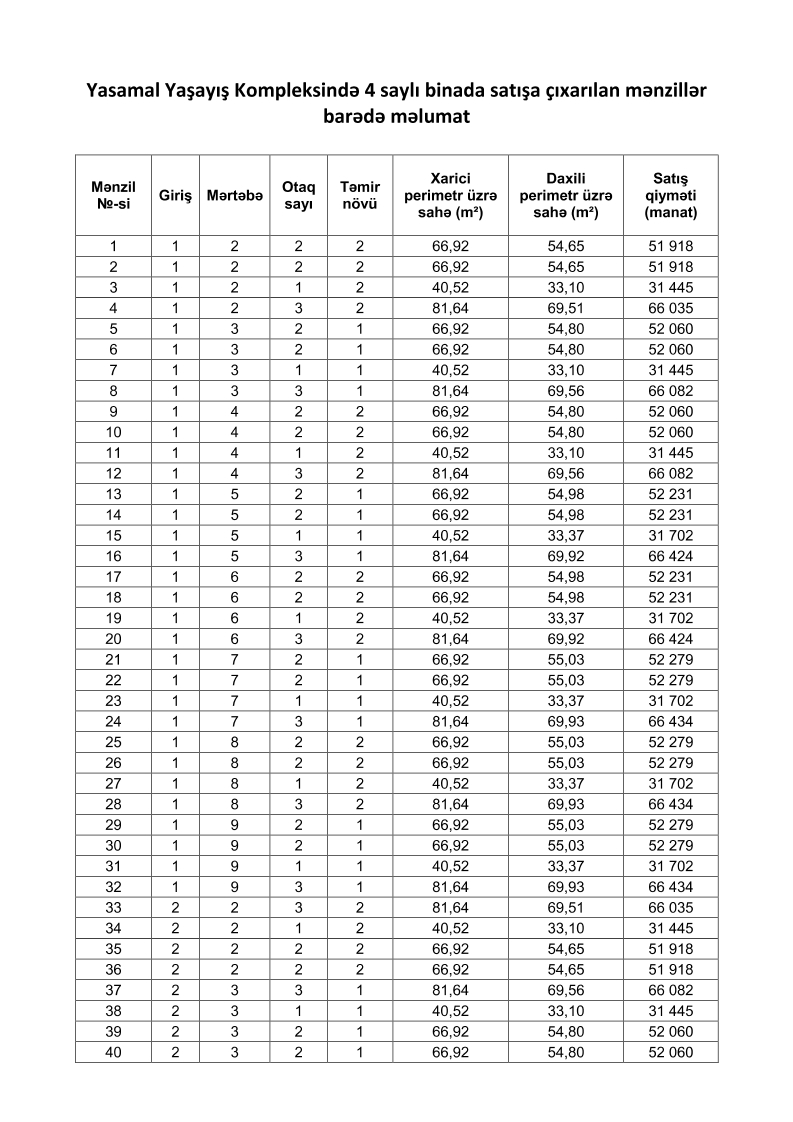 Yasamal Yaşayış Kompleksində 4 saylı binada satışa çıxarılan mənzillər
barədə məlumat
Mənzil №-si Giriş Mərtəbə Otaq sayı Təmir növü Xarici perimetr üzrə sahə (m²) Daxili perimetr üzrə sahə (m²) Satış qiyməti (manat)
1 1 2 2 2 66,92 54,65 51 918
2 1 2 2 2 66,92 54,65 51 918
3 1 2 1 2 40,52 33,10 31 445
4 1 2 3 2 81,64 69,51 66 035
5 1 3 2 1 66,92 54,80 52 060
6 1 3 2 1 66,92 54,80 52 060
7 1 3 1 1 40,52 33,10 31 445
8 1 3 3 1 81,64 69,56 66 082
9 1 4 2 2 66,92 54,80 52 060
10 1 4 2 2 66,92 54,80 52 060
11 1 4 1 2 40,52 33,10 31 445
12 1 4 3 2 81,64 69,56 66 082
13 1 5 2 1 66,92 54,98 52 231
14 1 5 2 1 66,92 54,98 52 231
15 1 5 1 1 40,52 33,37 31 702
16 1 5 3 1 81,64 69,92 66 424
17 1 6 2 2 66,92 54,98 52 231
18 1 6 2 2 66,92 54,98 52 231
19 1 6 1 2 40,52 33,37 31 702
20 1 6 3 2 81,64 69,92 66 424
21 1 7 2 1 66,92 55,03 52 279
22 1 7 2 1 66,92 55,03 52 279
23 1 7 1 1 40,52 33,37 31 702
24 1 7 3 1 81,64 69,93 66 434
25 1 8 2 2 66,92 55,03 52 279
26 1 8 2 2 66,92 55,03 52 279
27 1 8 1 2 40,52 33,37 31 702
28 1 8 3 2 81,64 69,93 66 434
29 1 9 2 1 66,92 55,03 52 279
30 1 9 2 1 66,92 55,03 52 279
31 1 9 1 1 40,52 33,37 31 702
32 1 9 3 1 81,64 69,93 66 434
33 2 2 3 2 81,64 69,51 66 035
34 2 2 1 2 40,52 33,10 31 445
35 2 2 2 2 66,92 54,65 51 918
36 2 2 2 2 66,92 54,65 51 918
37 2 3 3 1 81,64 69,56 66 082
38 2 3 1 1 40,52 33,10 31 445
39 2 3 2 1 66,92 54,80 52 060
40 2 3 2 1 66,92 54,80 52 060